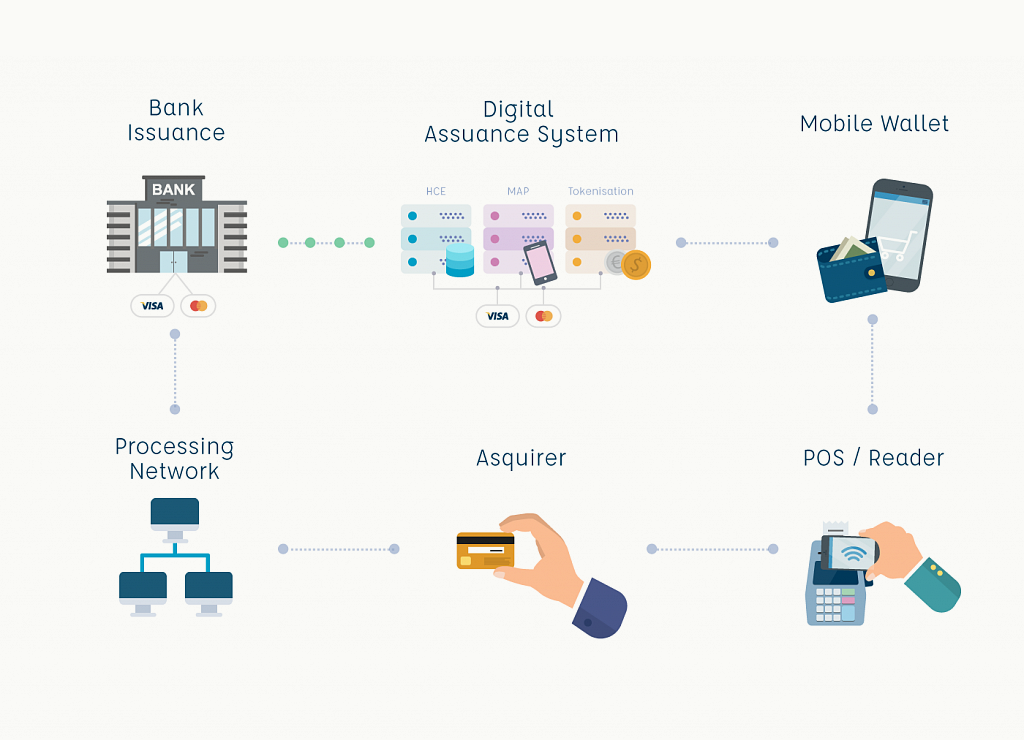 Bank
Issuance
Digital
Assuance System
Mobile Wallet
HCE
MAP
Tokenisation
BANK
€
$
VISA
VISA
Processing
Network
Asquirer
POS / Reader